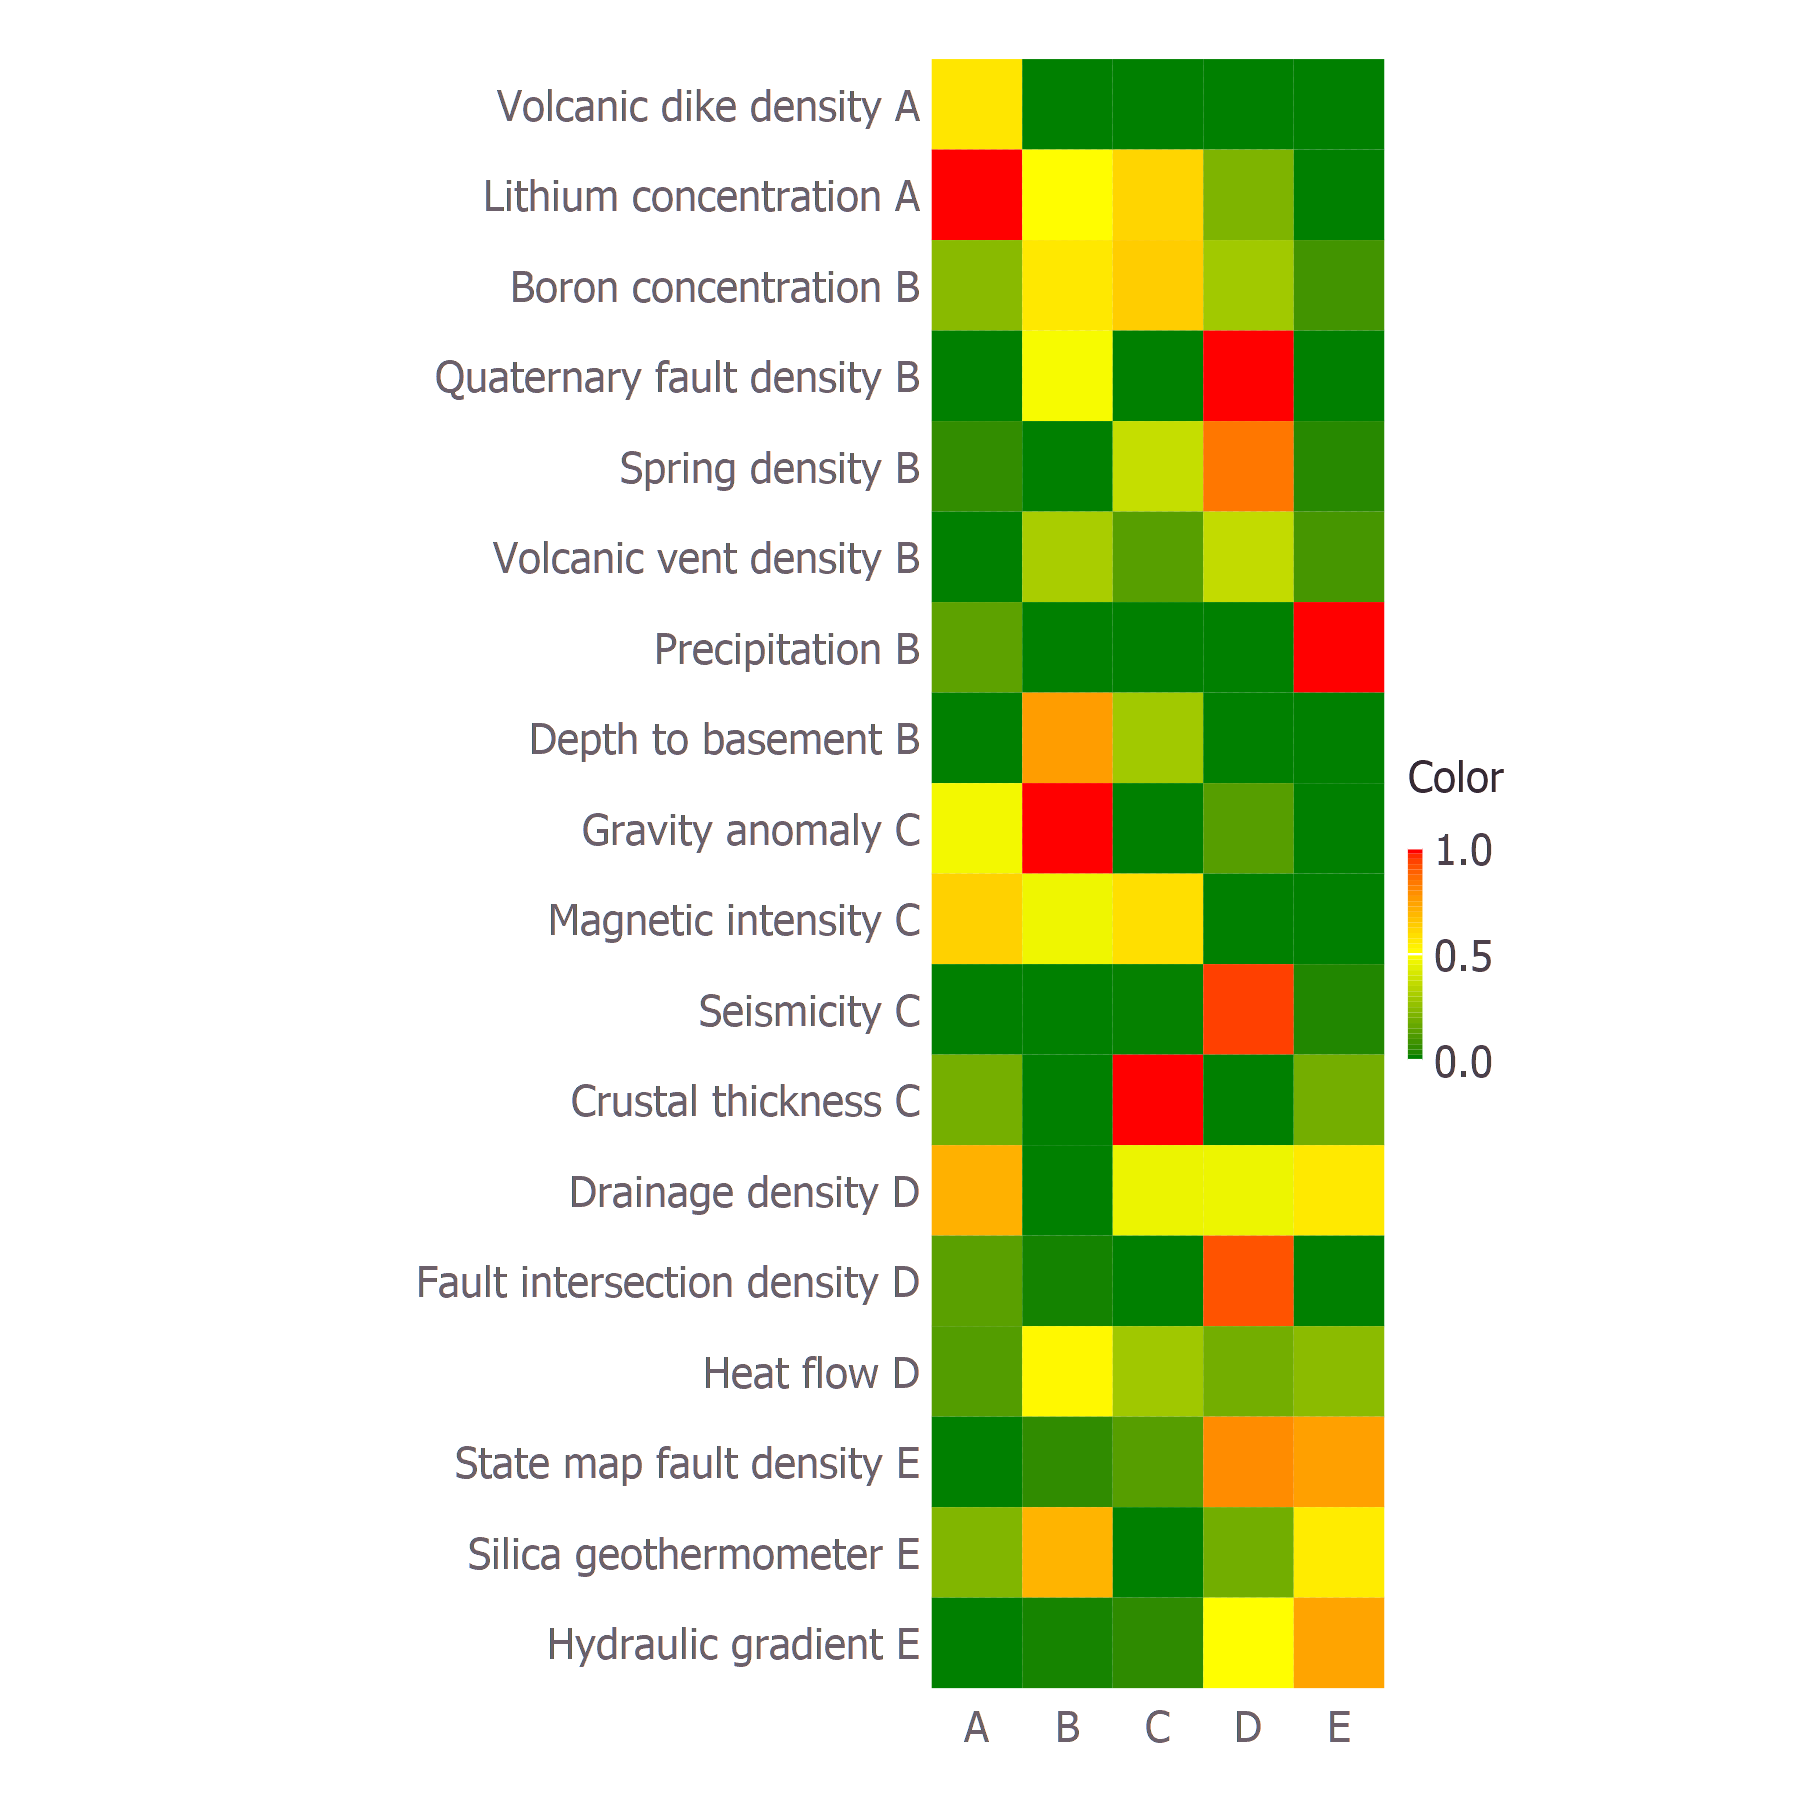 Volcanic dike density A
Lithium concentration A
Boron concentration B
Quaternary fault density B
Spring density B
Volcanic vent density B
Precipitation B
Depth to basement B
Gravity anomaly C
Magnetic intensity C
Seismicity C
Crustal thickness C
Drainage density D
Fault intersection density D
Heat flow D
State map fault density E
Silica geothermometer E
Hydraulic gradient E
A B C D E
Color
1.0
0.5
0.0